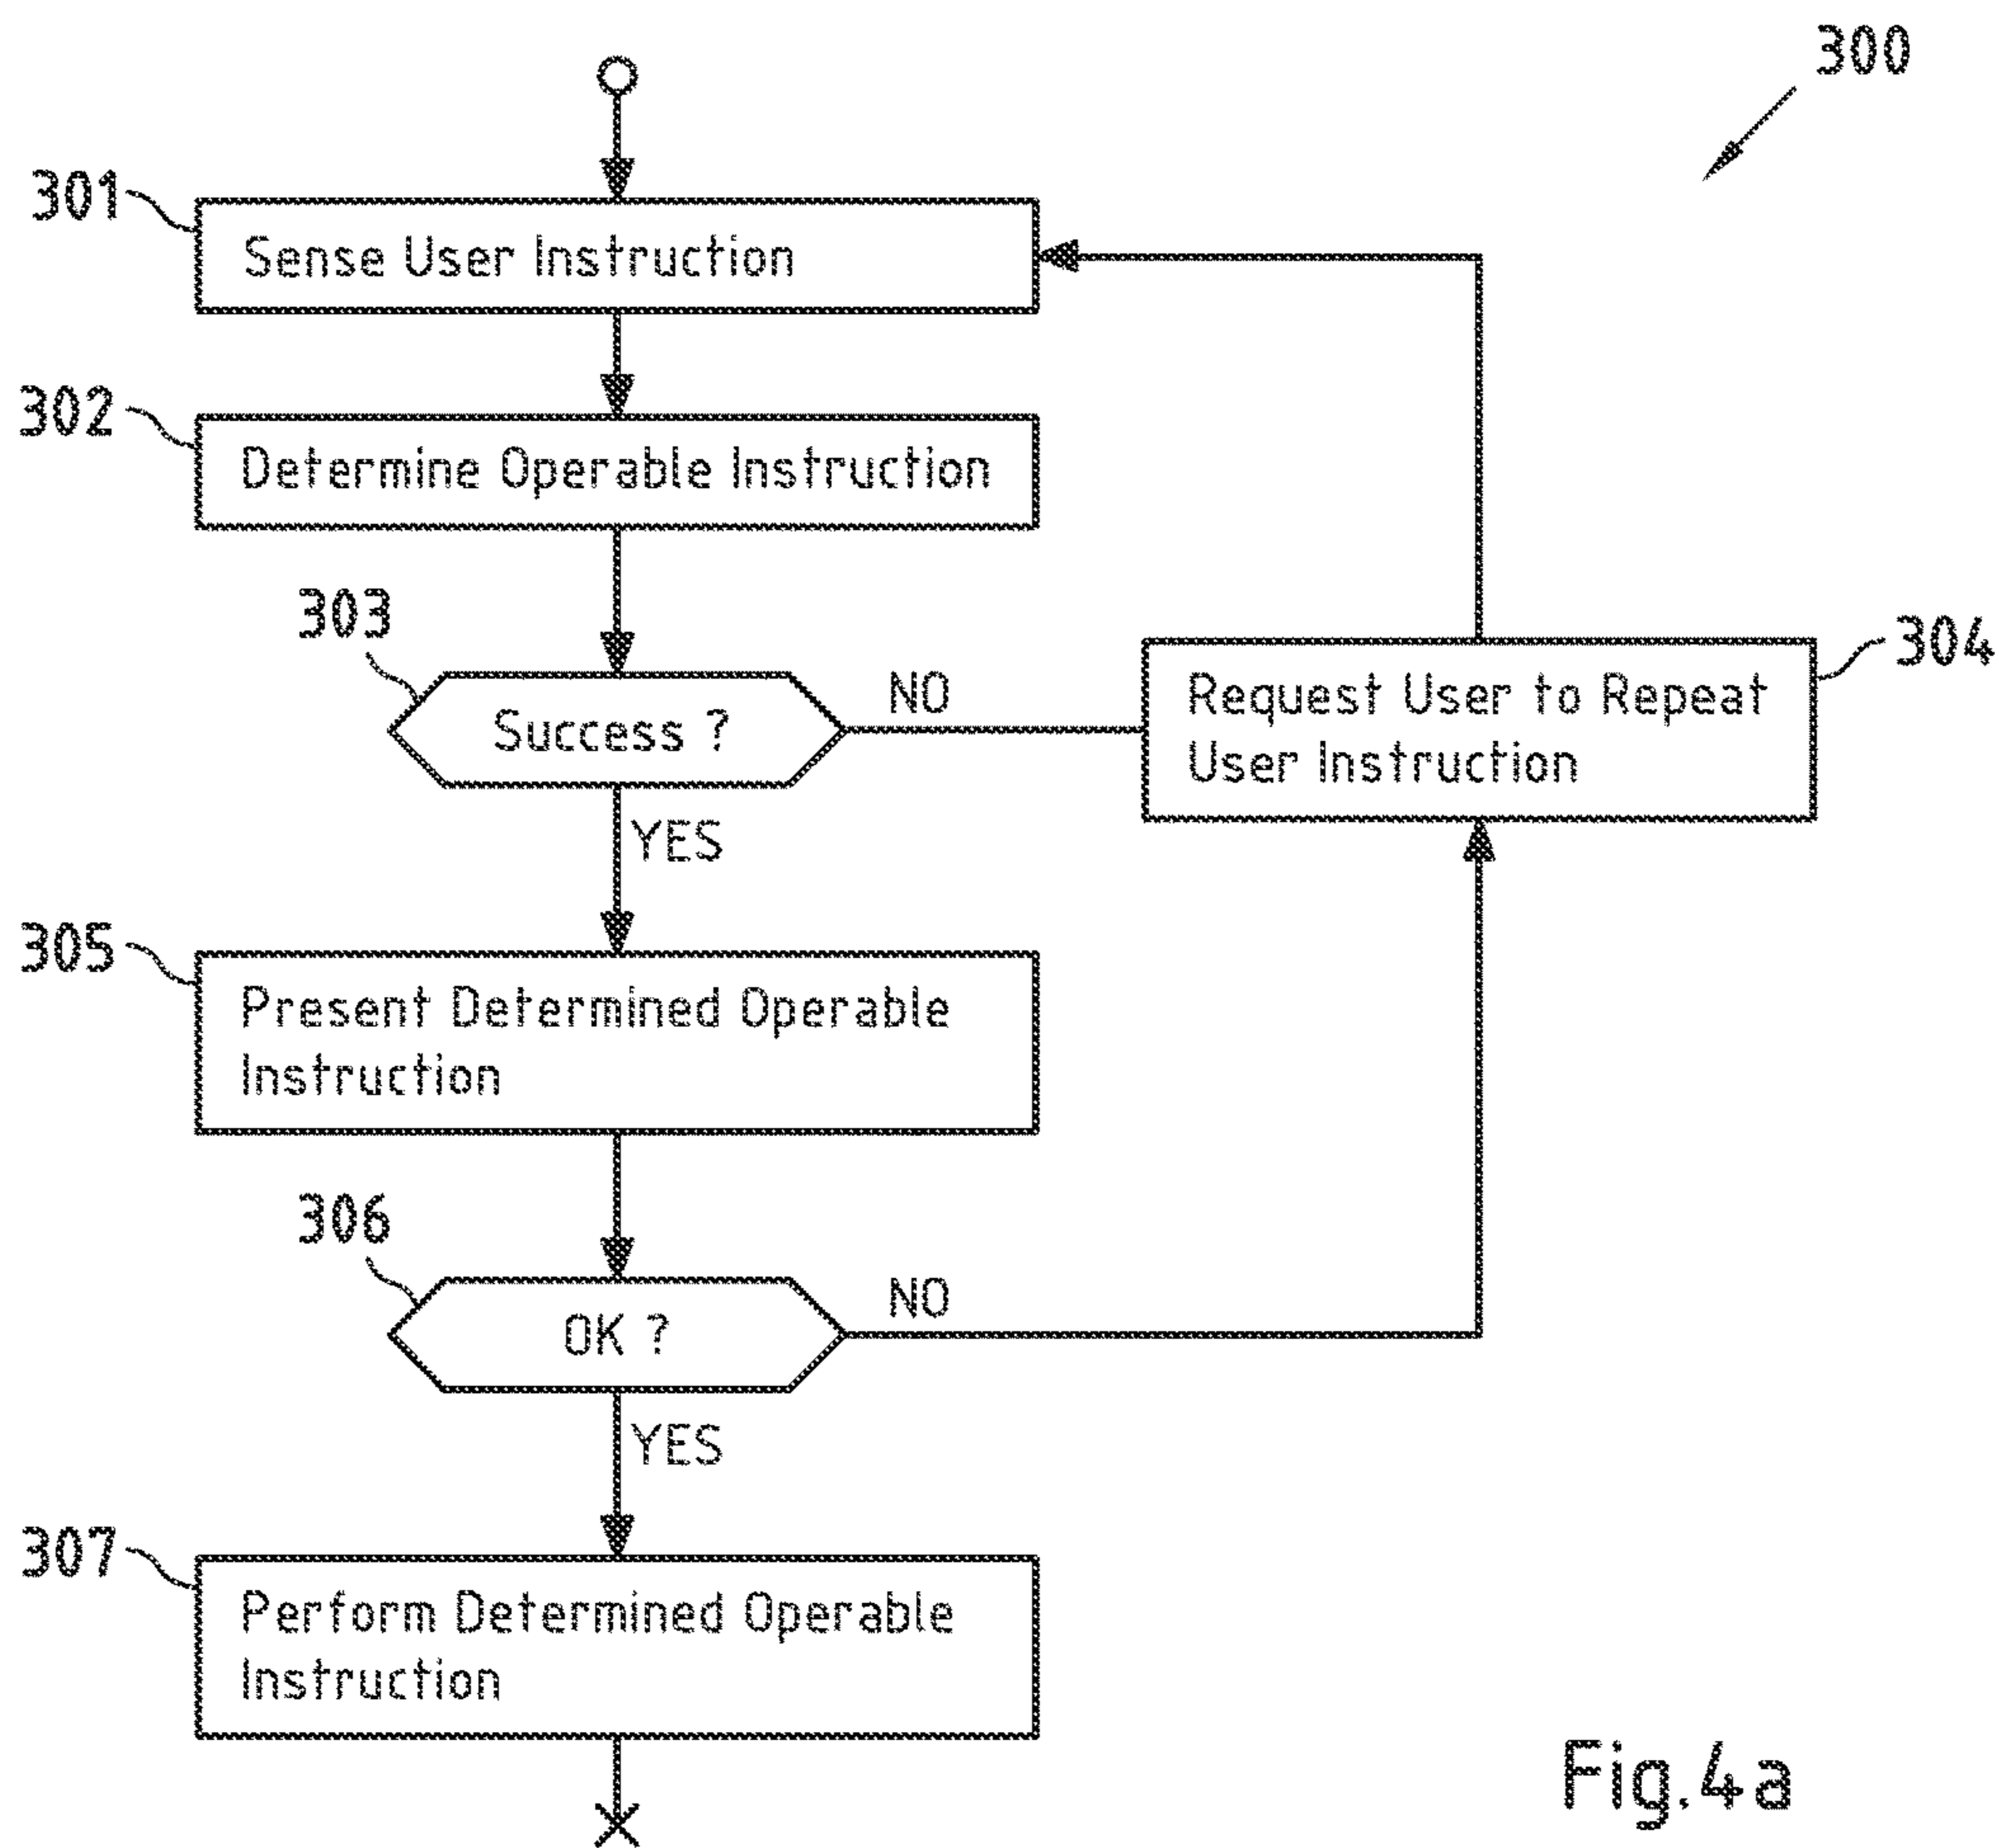 300
301
Sense User Instruction
302
Determine Operable Instruction
303
Success ?
NO
304
Request User to Repeat
User Instruction
YES
305
Present Determined Operable
Instruction
306
OK ?
NO
YES
307
Perform Determined Operable
Instruction
Fig.4a